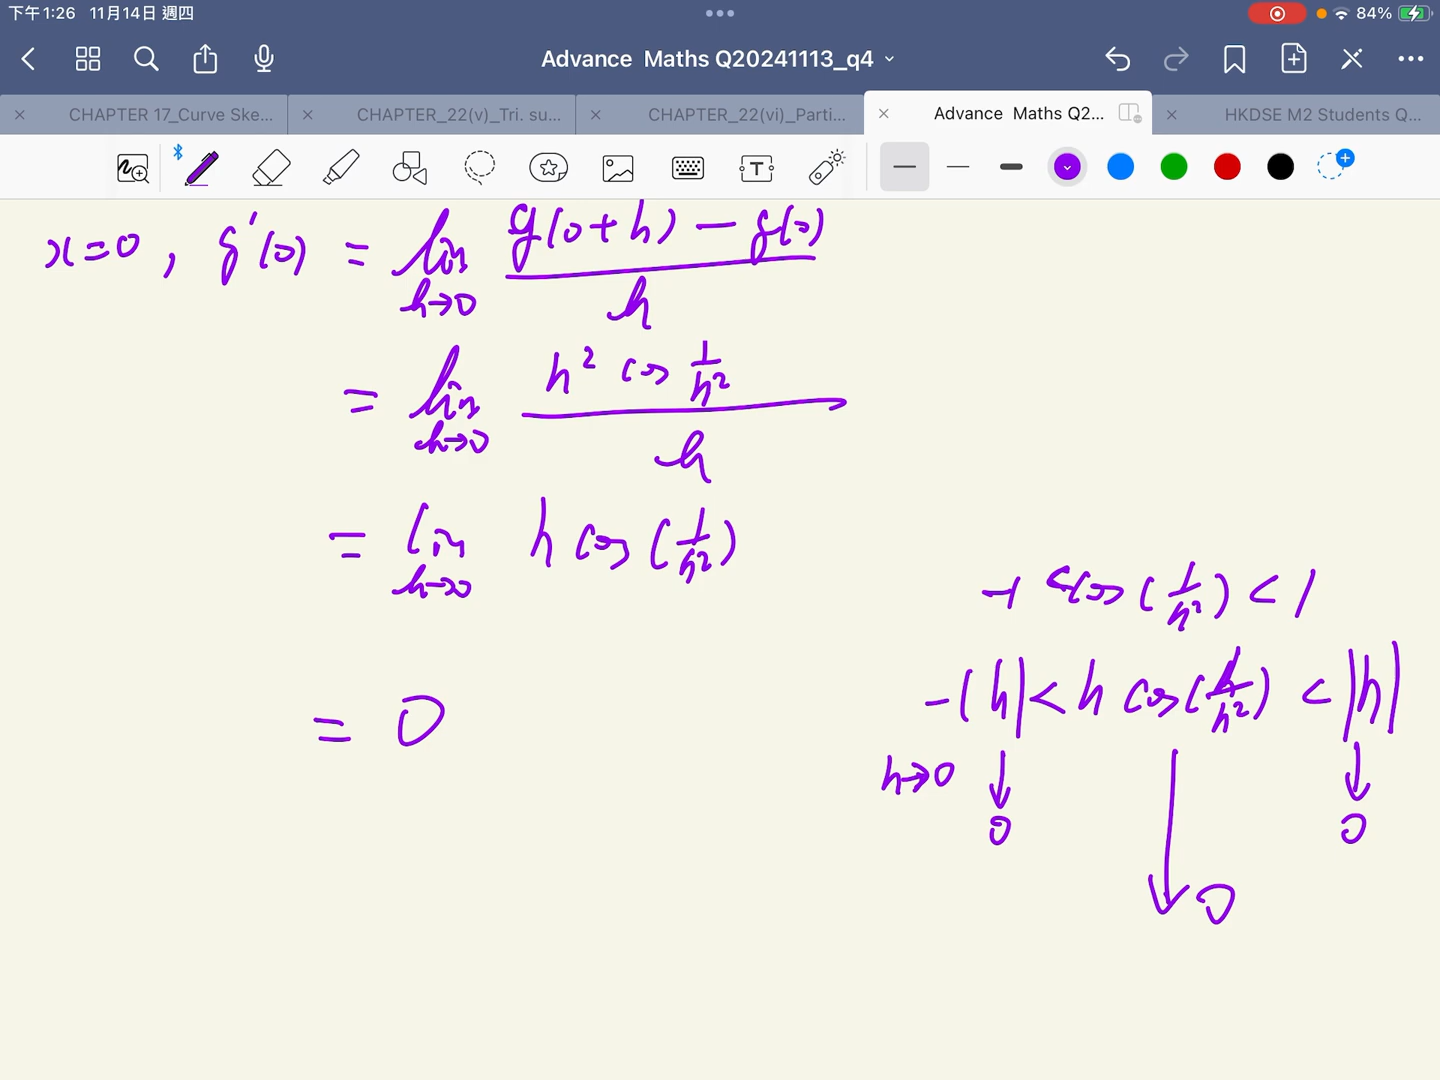 下午1:26 11月14日 週四
84%
Advance Maths Q20241113_q4
CHAPTER 17_Curve Ske...
CHAPTER_22(v)_Tri. su...
CHAPTER_22(vi)_Parti...
Advance Maths Q2...
HKDSE M2 Students Q...
x=0, g'(0) = lim h→0 (g(0+h) − g(0))/h
= lim h→0 (h² cos 1/h²)/h
= lim h→0 h cos(1/h²)
-1 < cos(1/h²) < 1
-|h| < h cos(1/h²) < |h|
= 0
h→0 ↓ ↓ ↓
0 0
0